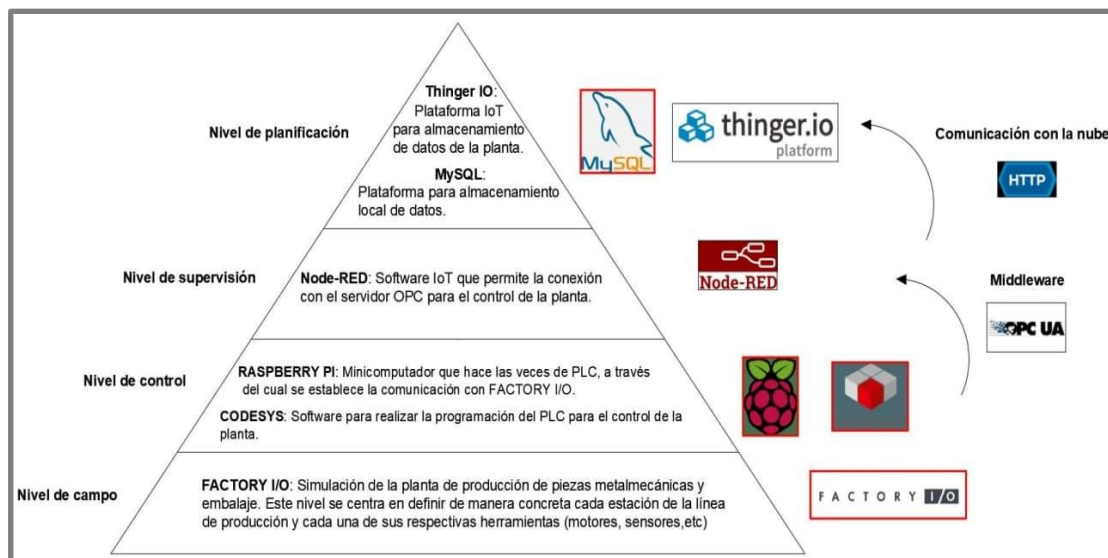 Nivel de planificación
Thinger IO:
Plataforma IoT
para almacenamiento
de datos de la planta.
MySQL:
Plataforma para almacenamiento
local de datos.
MySQL
thinger.io
platform
Comunicación con la nube
HTTP
Nivel de supervisión
Node-RED: Software IoT que permite la conexión
con el servidor OPC para el control de la planta.
Node-RED
Middleware
OPC UA
Nivel de control
RASPBERRY PI: Minicomputador que hace las veces de PLC, a través
del cual se establece la comunicación con FACTORY I/O.
CODESYS: Software para realizar la programación del PLC para el control de la
planta.
Nivel de campo
FACTORY I/O: Simulación de la planta de producción de piezas metalmecánicas y
embalaje. Este nivel se centra en definir de manera concreta cada estación de la línea
de producción y cada una de sus respectivas herramientas (motores, sensores,etc)
FACTORY I/O